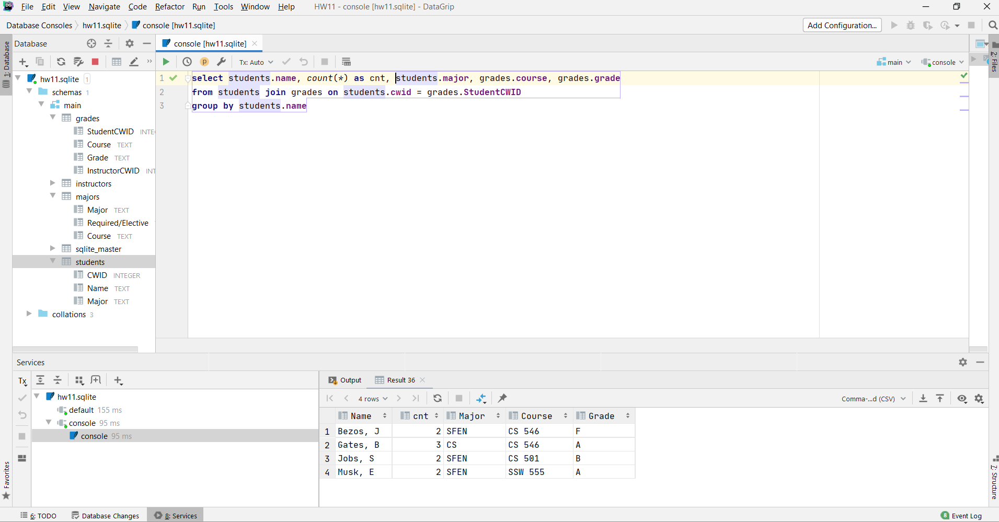 DG File Edit View Navigate Code Refactor Run Tools Window Help HW11 - console [hw11.sqlite] - DataGrip
Database Consoles hw11.sqlite console [hw11.sqlite] Add Configuration...
1: Database
Database
console [hw11.sqlite]
2: Files
p Tx: Auto main console
hw11.sqlite 1
schemas 1
main
grades
StudentCWID
Course TEXT
Grade TEXT
InstructorCWID
instructors
majors
Major TEXT
Required/Elective
Course TEXT
sqlite_master
students
CWID INTEGER
Name TEXT
Major TEXT
collations 3
1 select students.name, count(*) as cnt, students.major, grades.course, grades.grade
2 from students join grades on students.cwid = grades.StudentCWID
3 group by students.name
Services
Tx
hw11.sqlite
default 155 ms
console 95 ms
console 95 ms
Output Result 36
4 rows Comma-...d (CSV)
Name cnt Major Course Grade
1 Bezos, J 2 SFEN CS 546 F
2 Gates, B 3 CS CS 546 A
3 Jobs, S 2 SFEN CS 501 B
4 Musk, E 2 SFEN SSW 555 A
Favorites
7: Structure
6: TODO Database Changes 8: Services 8 Event Log